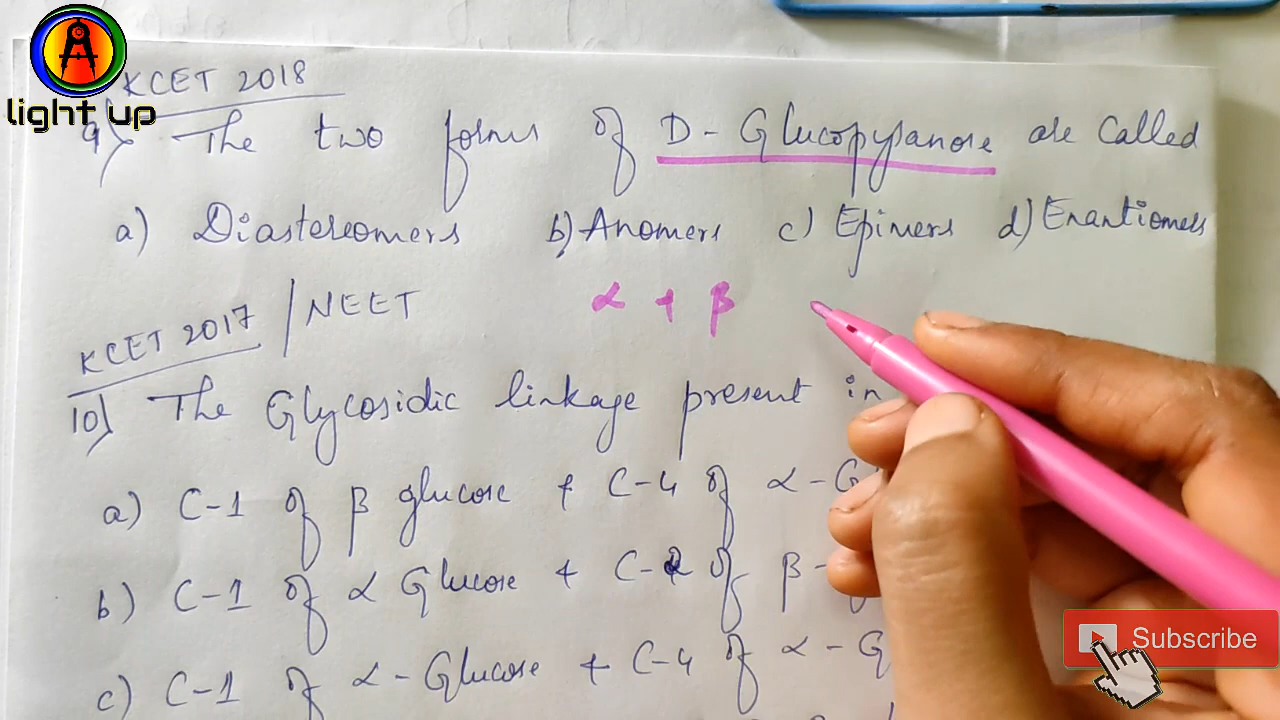 KCET 2018
light up
9) The two forms of D-Glucopyranose are called
a) Diastereomers b) Anomers c) Epimers d) Enantiomers
α + β
KCET 2017 / NEET
10) The Glycosidic linkage present in
a) C-1 of β glucose + C-4 of α-G
b) C-1 of α Glucose + C-2 of β-
c) C-1 of α-Glucose + C-4 of α-G
Subscribe